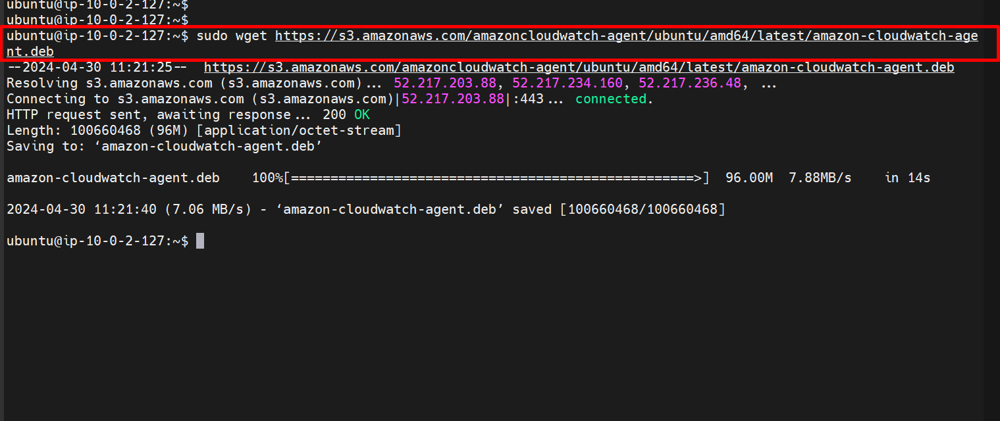 ubuntu@ip-10-0-2-127:~$
ubuntu@ip-10-0-2-127:~$
ubuntu@ip-10-0-2-127:~$ sudo wget https://s3.amazonaws.com/amazoncloudwatch-agent/ubuntu/amd64/latest/amazon-cloudwatch-age
nt.deb
--2024-04-30 11:21:25--  https://s3.amazonaws.com/amazoncloudwatch-agent/ubuntu/amd64/latest/amazon-cloudwatch-agent.deb
Resolving s3.amazonaws.com (s3.amazonaws.com)... 52.217.203.88, 52.217.234.160, 52.217.236.48, ...
Connecting to s3.amazonaws.com (s3.amazonaws.com)|52.217.203.88|:443... connected.
HTTP request sent, awaiting response... 200 OK
Length: 100660468 (96M) [application/octet-stream]
Saving to: ‘amazon-cloudwatch-agent.deb’
amazon-cloudwatch-agent.deb    100%[===================================================>]  96.00M  7.88MB/s    in 14s
2024-04-30 11:21:40 (7.06 MB/s) - ‘amazon-cloudwatch-agent.deb’ saved [100660468/100660468]
ubuntu@ip-10-0-2-127:~$